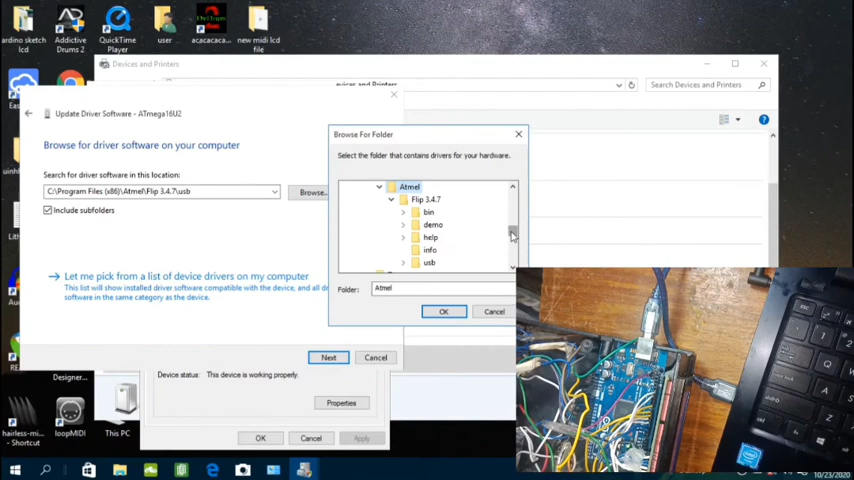 ardino sketch
lcd
Addictive
Drums 2
QuickTime
Player
user
acacacaca...
new midi lcd
file
Devices and Printers
Search Devices and Printers
Update Driver Software - ATmega16U2
Browse for driver software on your computer
Search for driver software in this location:
C:\Program Files (x86)\Atmel\Flip 3.4.7\usb
Browse...
Include subfolders
Let me pick from a list of device drivers on my computer
This list will show installed driver software compatible with the device, and all dr
software in the same category as the device.
Next
Cancel
Browse For Folder
Select the folder that contains drivers for your hardware.
Atmel
Flip 3.4.7
bin
demo
help
info
usb
Folder:
Atmel
OK
Cancel
Device status:
This device is working properly.
Properties
OK
Cancel
Apply
Designer...
hairless-mi...
- Shortcut
loopMIDI
This PC
10/23/2020